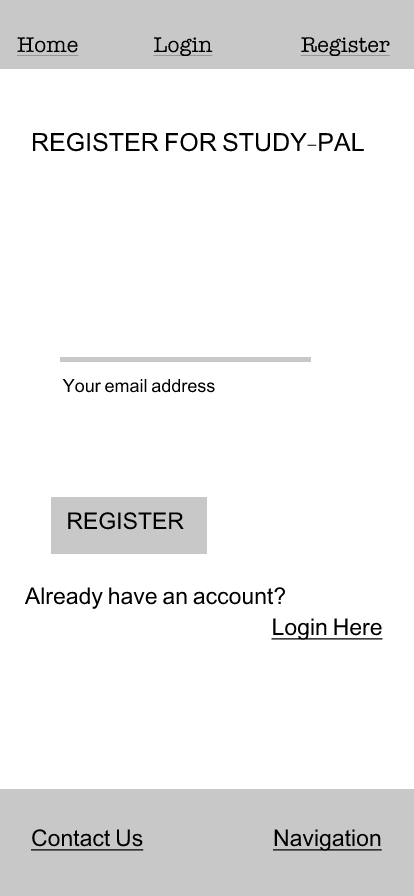 Home Login Register
REGISTER FOR STUDY-PAL
Your email address
REGISTER
Already have an account?
Login Here
Contact Us Navigation